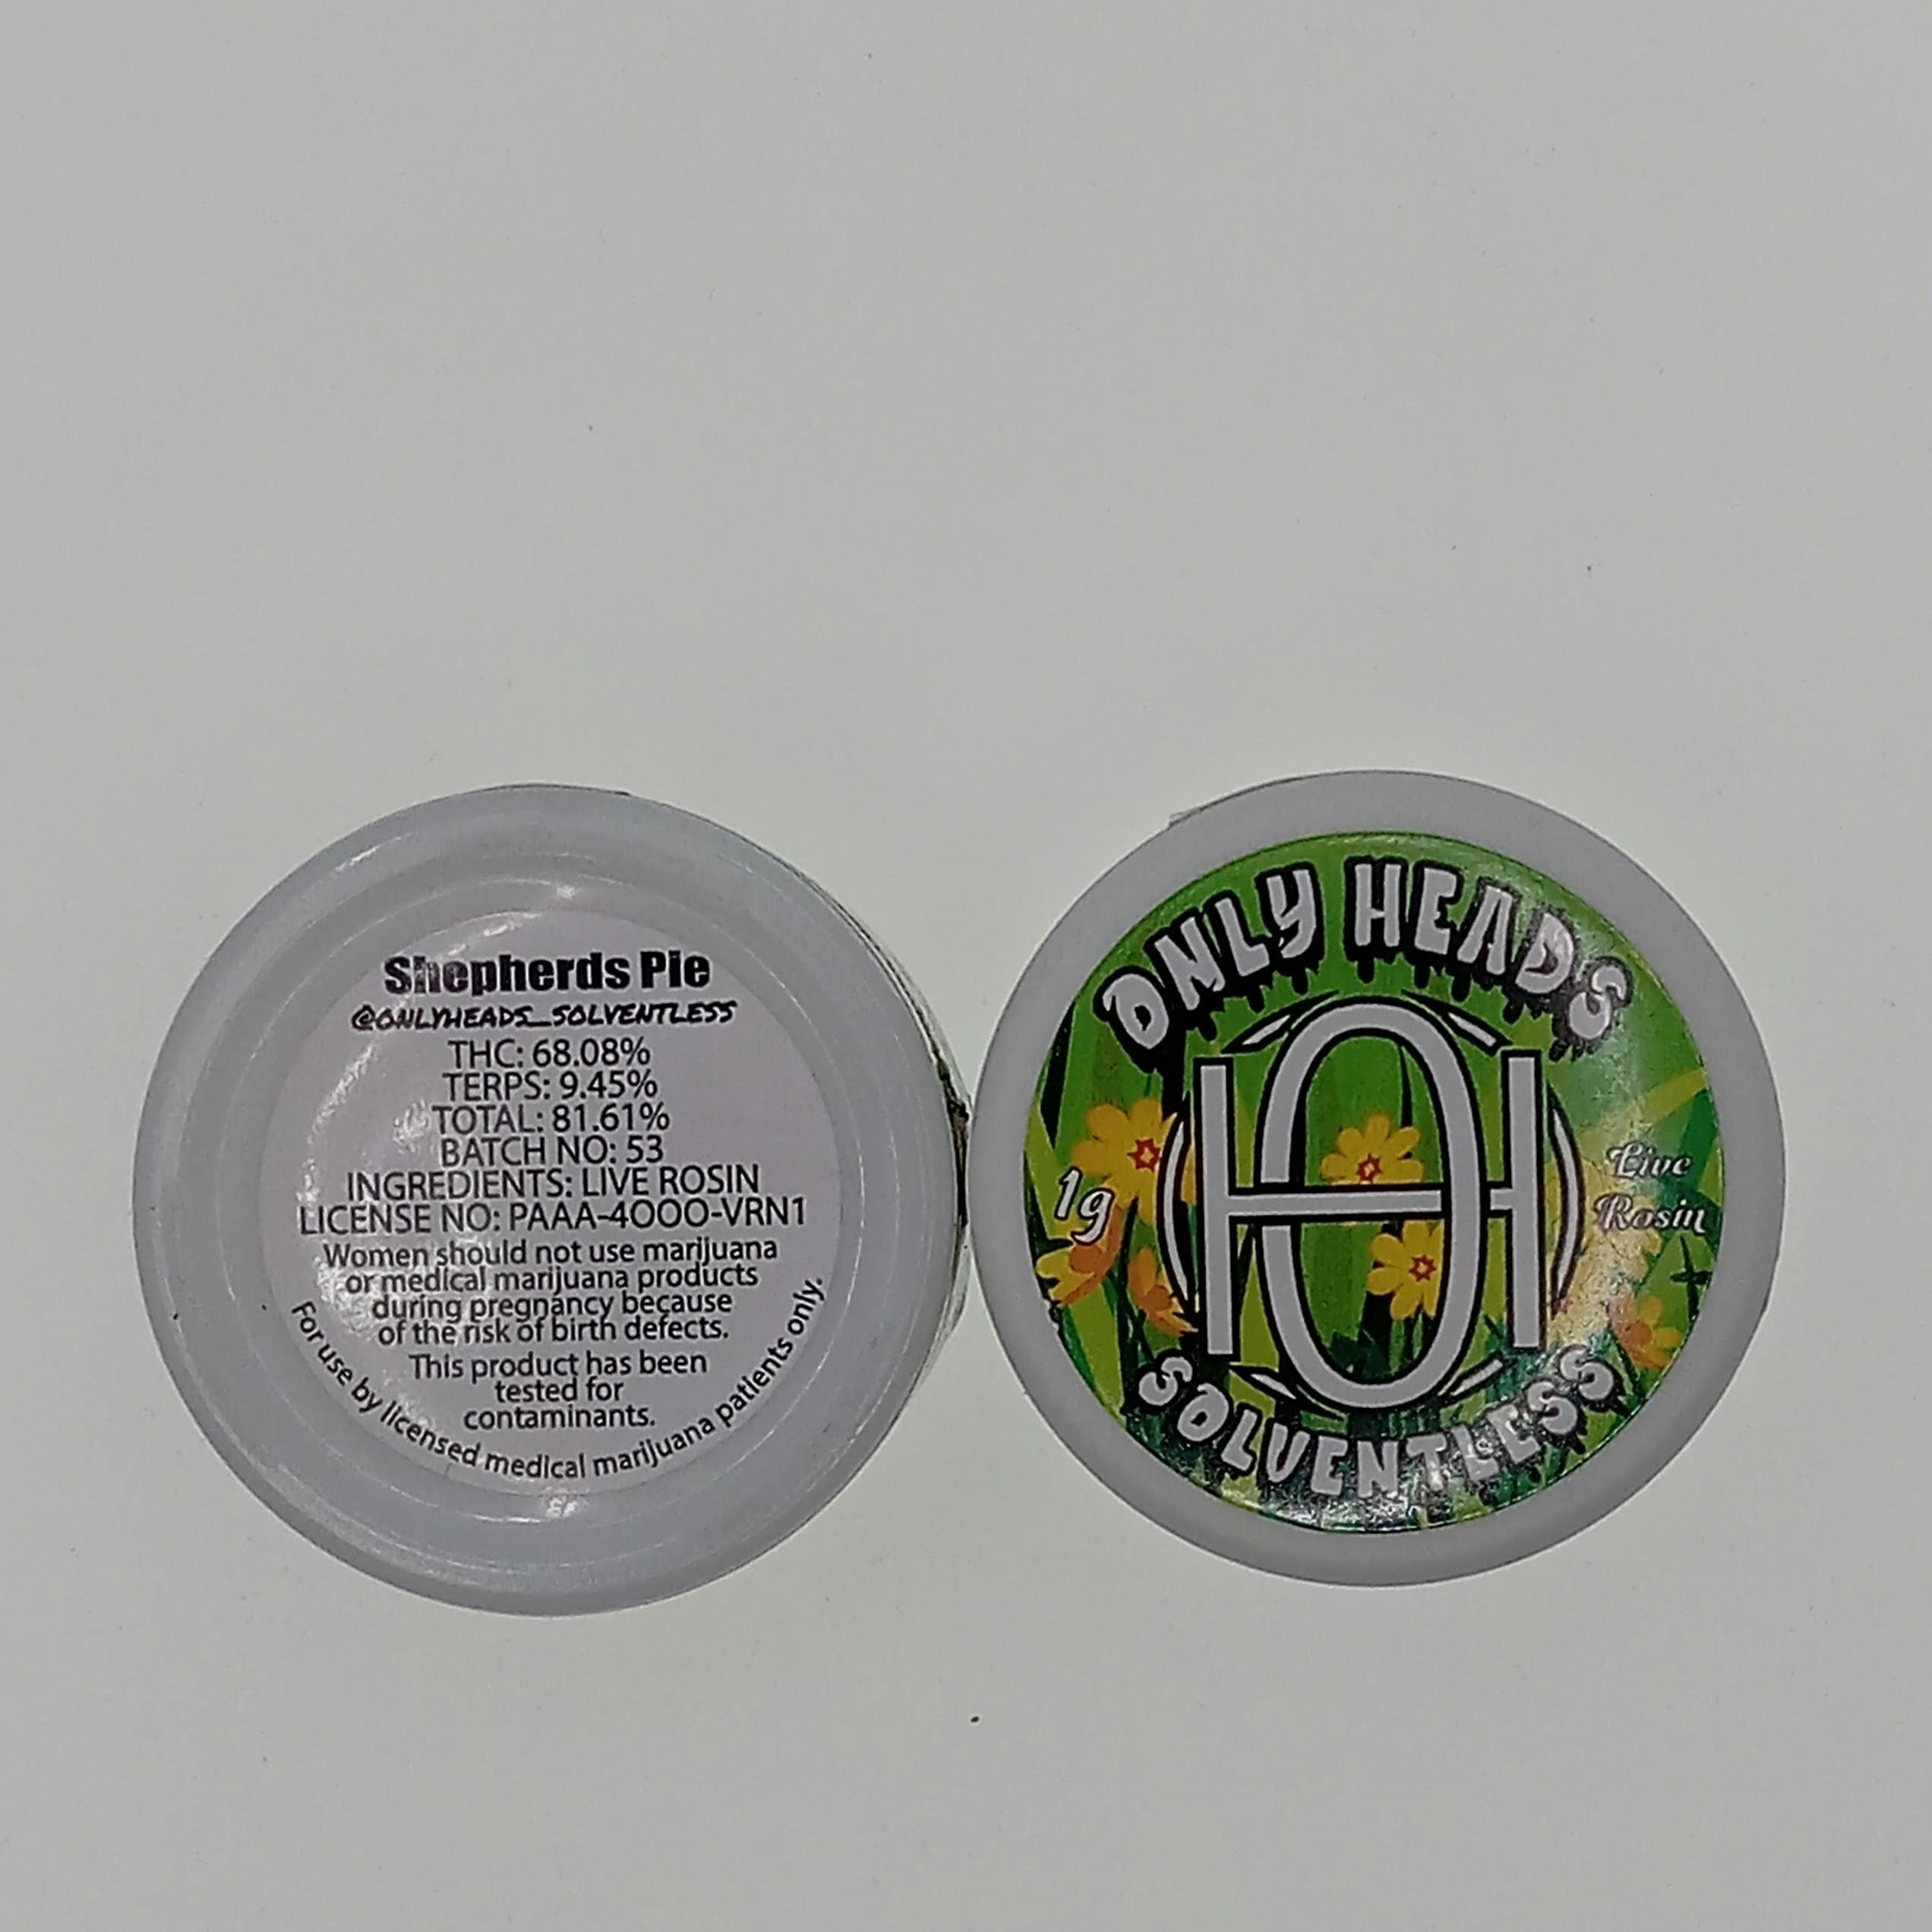 Shepherds Pie
@ONLYHEADS_SOLVENTLESS
THC: 68.08%
TERPS: 9.45%
TOTAL: 81.61%
BATCH NO: 53
INGREDIENTS: LIVE ROSIN
LICENSE NO: PAAA-4OOO-VRN1
Women should not use marijuana
or medical marijuana products
during pregnancy because
of the risk of birth defects.
This product has been
tested for
contaminants.
For use by licensed medical marijuana patients only.
ONLY HEADS
OH
1g
Live
Rosin
SOLVENTLESS